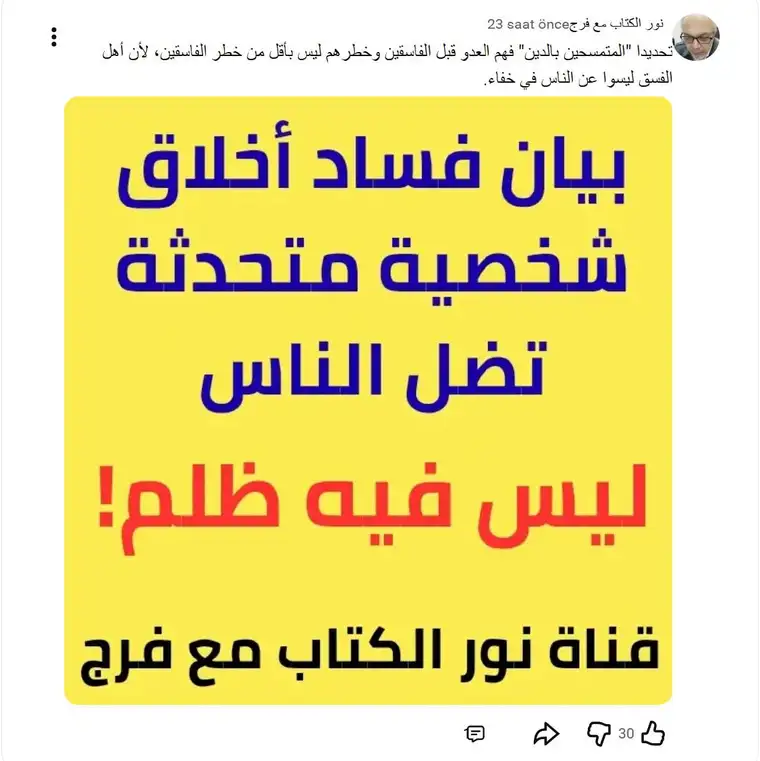 نور الكتاب مع فرج23 saat önce
تحديدا "المتمسحين بالدين" فهم العدو قبل الفاسقين وخطرهم ليس بأقل من خطر الفاسقين، لأن أهل
الفسق ليسوا عن الناس في خفاء.
بيان فساد أخلاق
شخصية متحدثة
تضل الناس
ليس فيه ظلم!
قناة نور الكتاب مع فرج
30